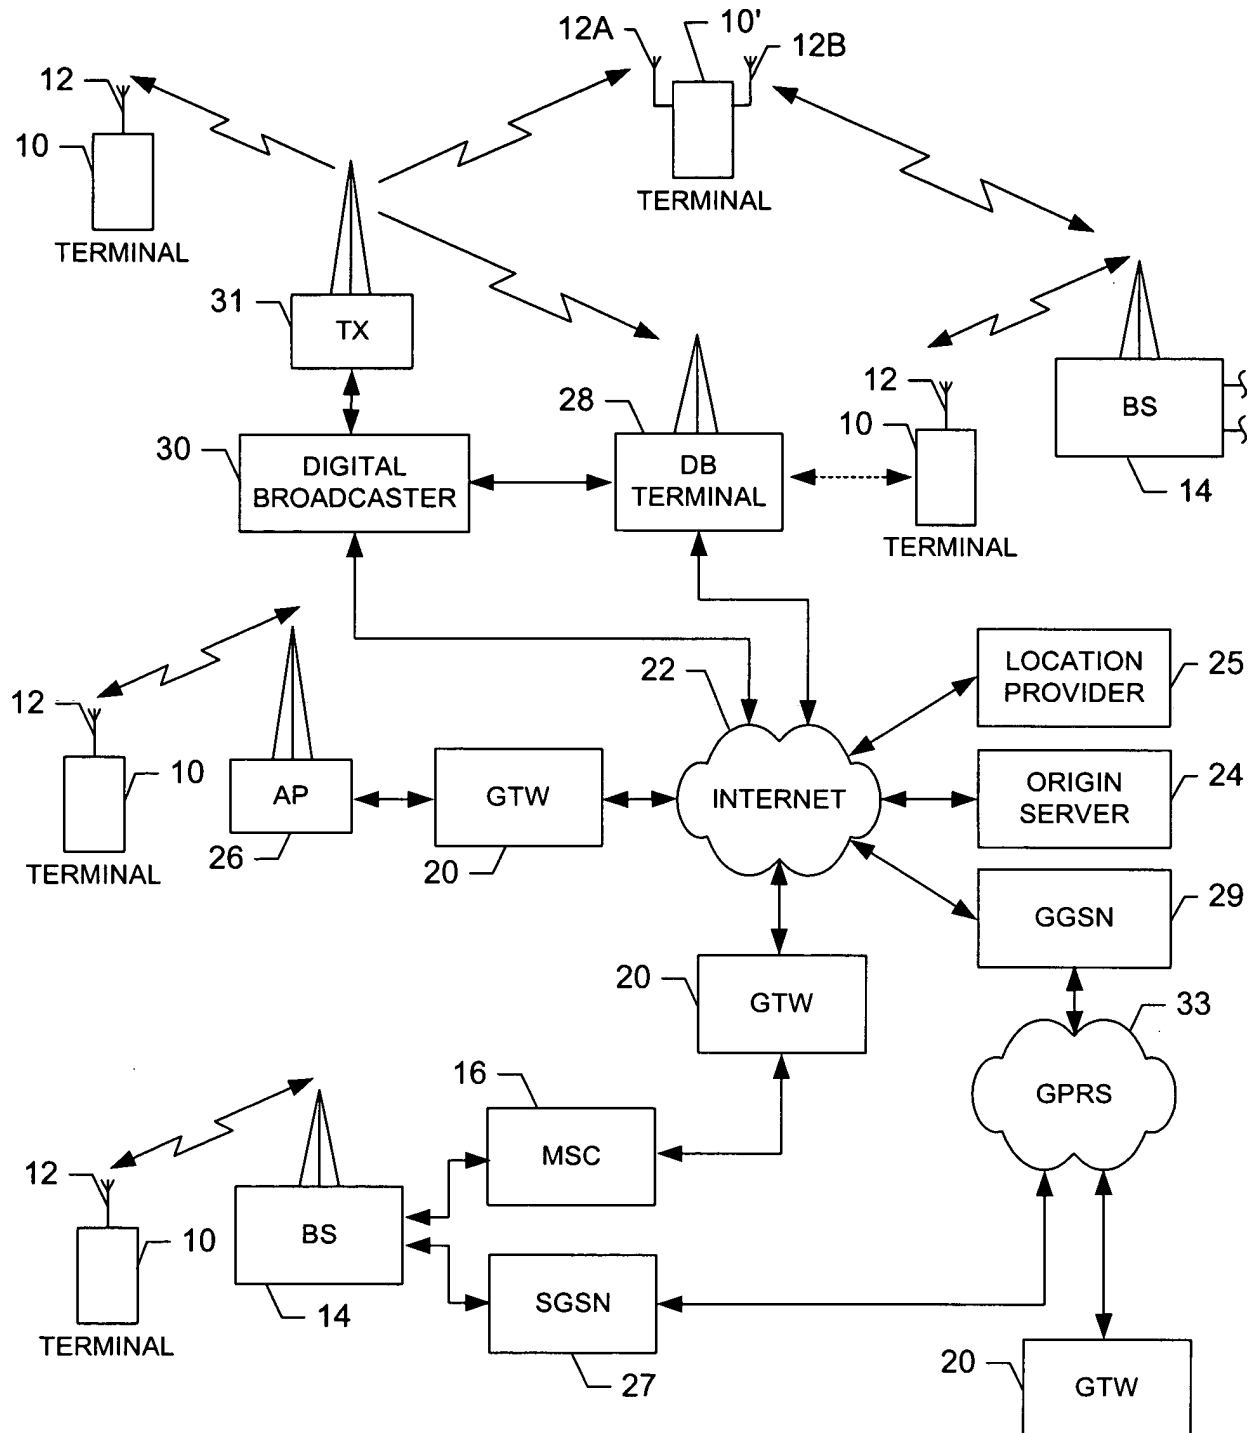 12A
10'
12B
12
10
TERMINAL
TERMINAL
31
TX
12
28
10
BS
30
DIGITAL
BROADCASTER
DB
TERMINAL
14
TERMINAL
22
LOCATION
PROVIDER
25
12
10
AP
GTW
INTERNET
ORIGIN
SERVER
24
TERMINAL
26
20
GGSN
29
20
GTW
33
16
GPRS
MSC
12
10
BS
TERMINAL
14
SGSN
27
20
GTW